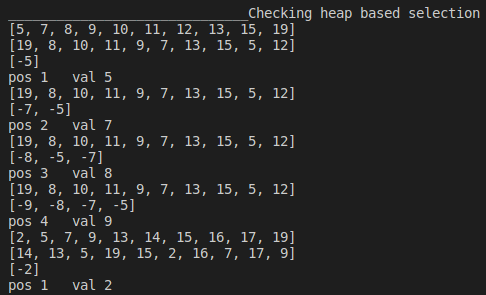 ______________________________Checking heap based selection
[5, 7, 8, 9, 10, 11, 12, 13, 15, 19]
[19, 8, 10, 11, 9, 7, 13, 15, 5, 12]
[-5]
pos 1   val 5
[19, 8, 10, 11, 9, 7, 13, 15, 5, 12]
[-7, -5]
pos 2   val 7
[19, 8, 10, 11, 9, 7, 13, 15, 5, 12]
[-8, -5, -7]
pos 3   val 8
[19, 8, 10, 11, 9, 7, 13, 15, 5, 12]
[-9, -8, -7, -5]
pos 4   val 9
[2, 5, 7, 9, 13, 14, 15, 16, 17, 19]
[14, 13, 5, 19, 15, 2, 16, 7, 17, 9]
[-2]
pos 1   val 2